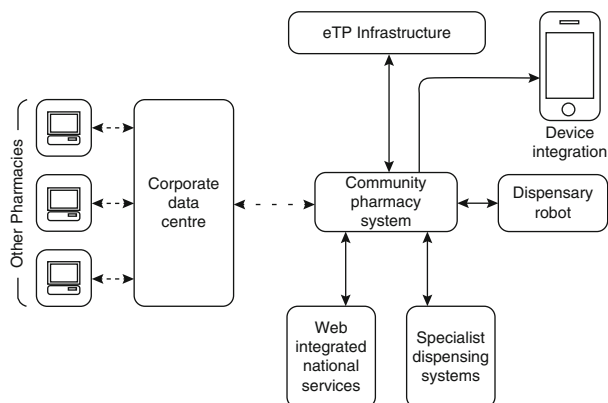 eTP Infrastructure
Device
integration
Other Pharmacies
Corporate
data
centre
Community
pharmacy
system
Dispensary
robot
Web
integrated
national
services
Specialist
dispensing
systems